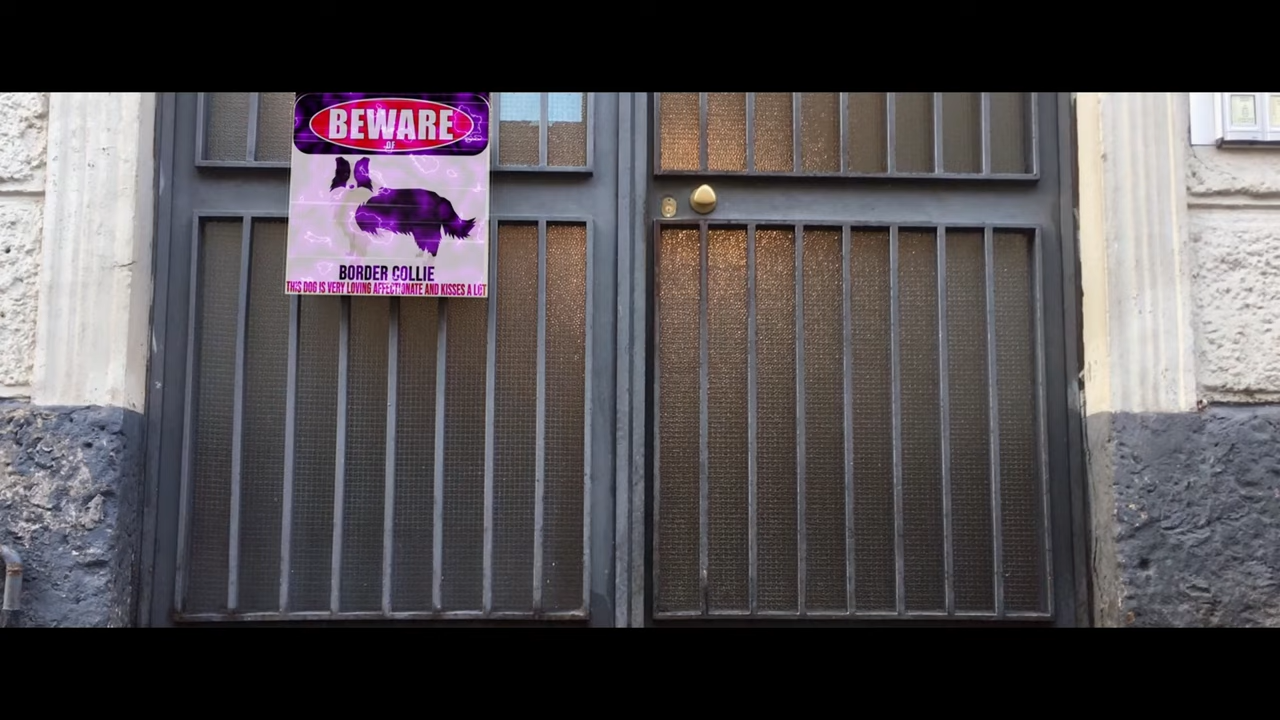 BEWARE
OF
BORDER COLLIE
THIS DOG IS VERY LOVING AFFECTIONATE AND KISSES A LOT